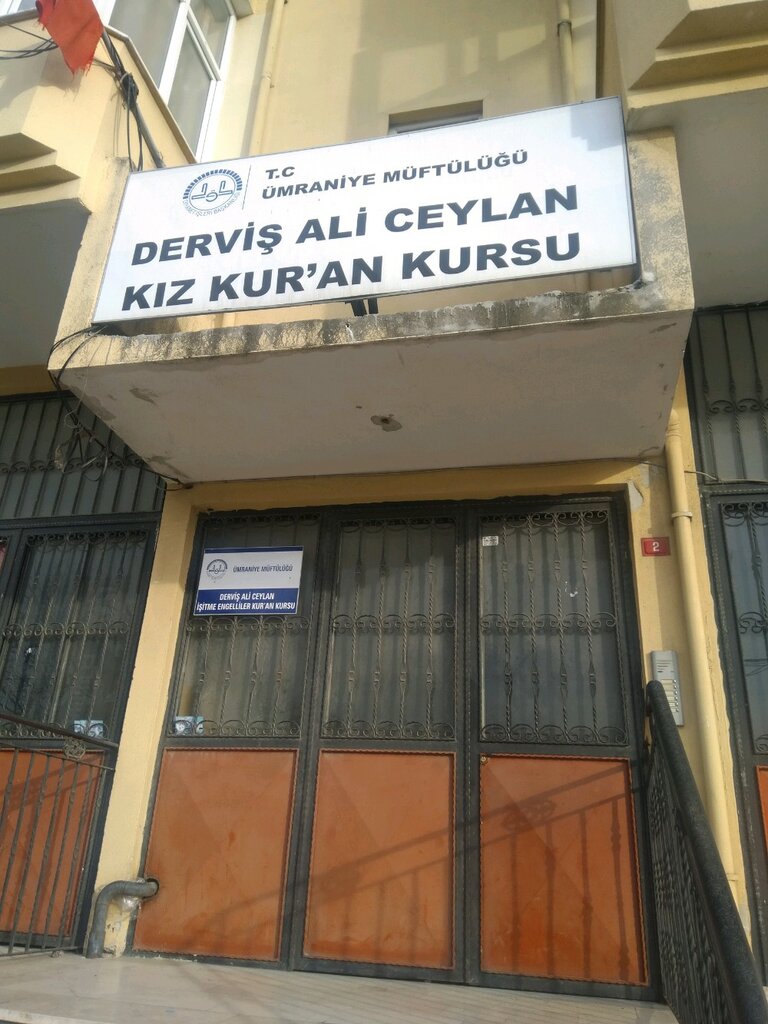 T.C
ÜMRANİYE MÜFTÜLÜĞÜ
DERVİŞ ALİ CEYLAN
KIZ KUR'AN KURSU
ÜMRANİYE MÜFTÜLÜĞÜ
DERVİŞ ALİ CEYLAN
İŞİTME ENGELLİLER KUR'AN KURSU
2